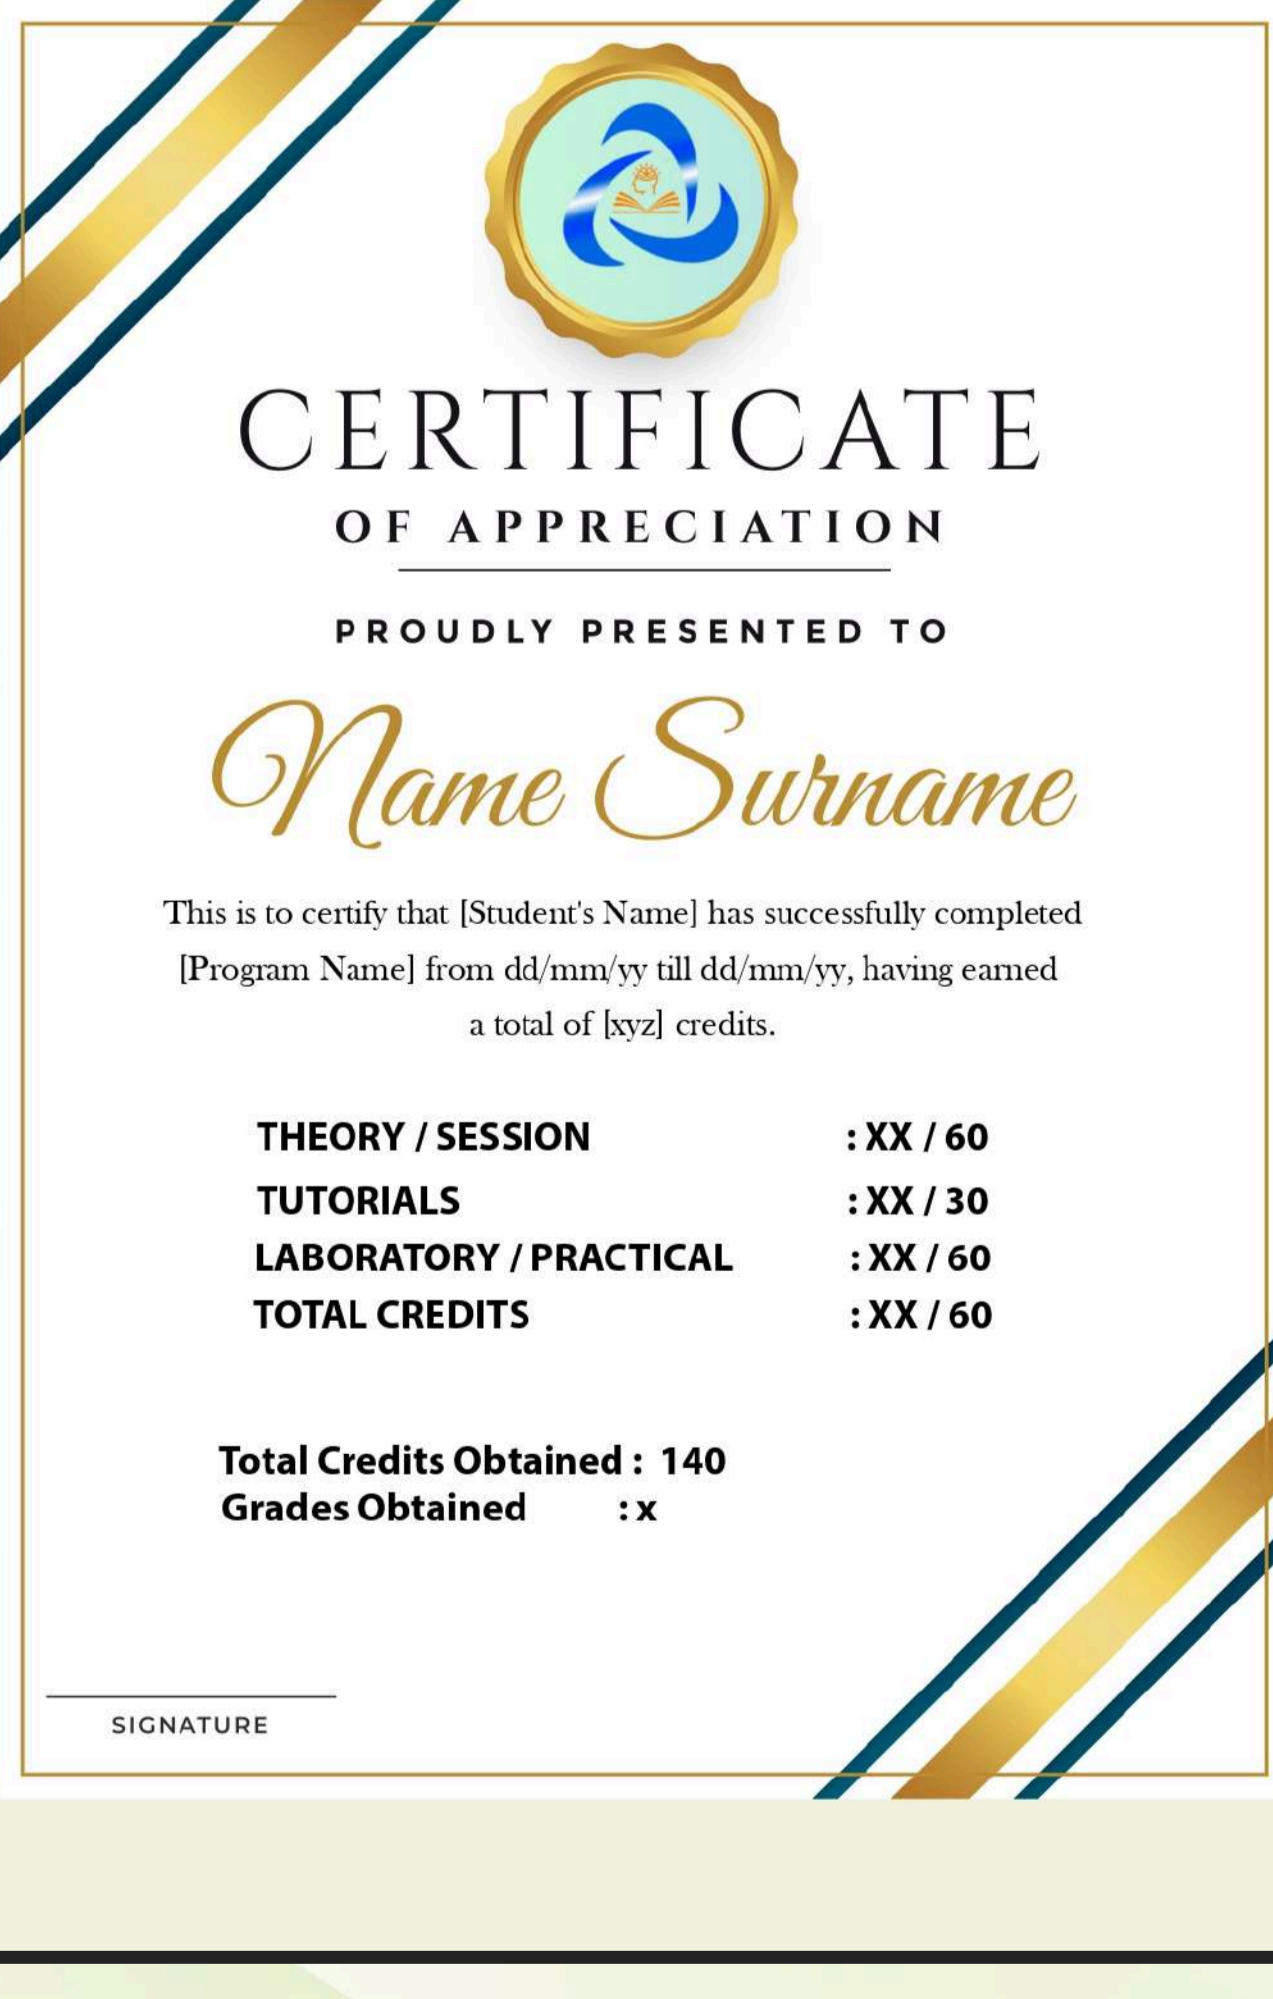 CERTIFICATE
OF APPRECIATION
PROUDLY PRESENTED TO
Name Surname
This is to certify that [Student's Name] has successfully completed
[Program Name] from dd/mm/yy till dd/mm/yy, having earned
a total of [xyz] credits.
THEORY / SESSION : XX / 60
TUTORIALS : XX / 30
LABORATORY / PRACTICAL : XX / 60
TOTAL CREDITS : XX / 60
Total Credits Obtained : 140
Grades Obtained : x
SIGNATURE